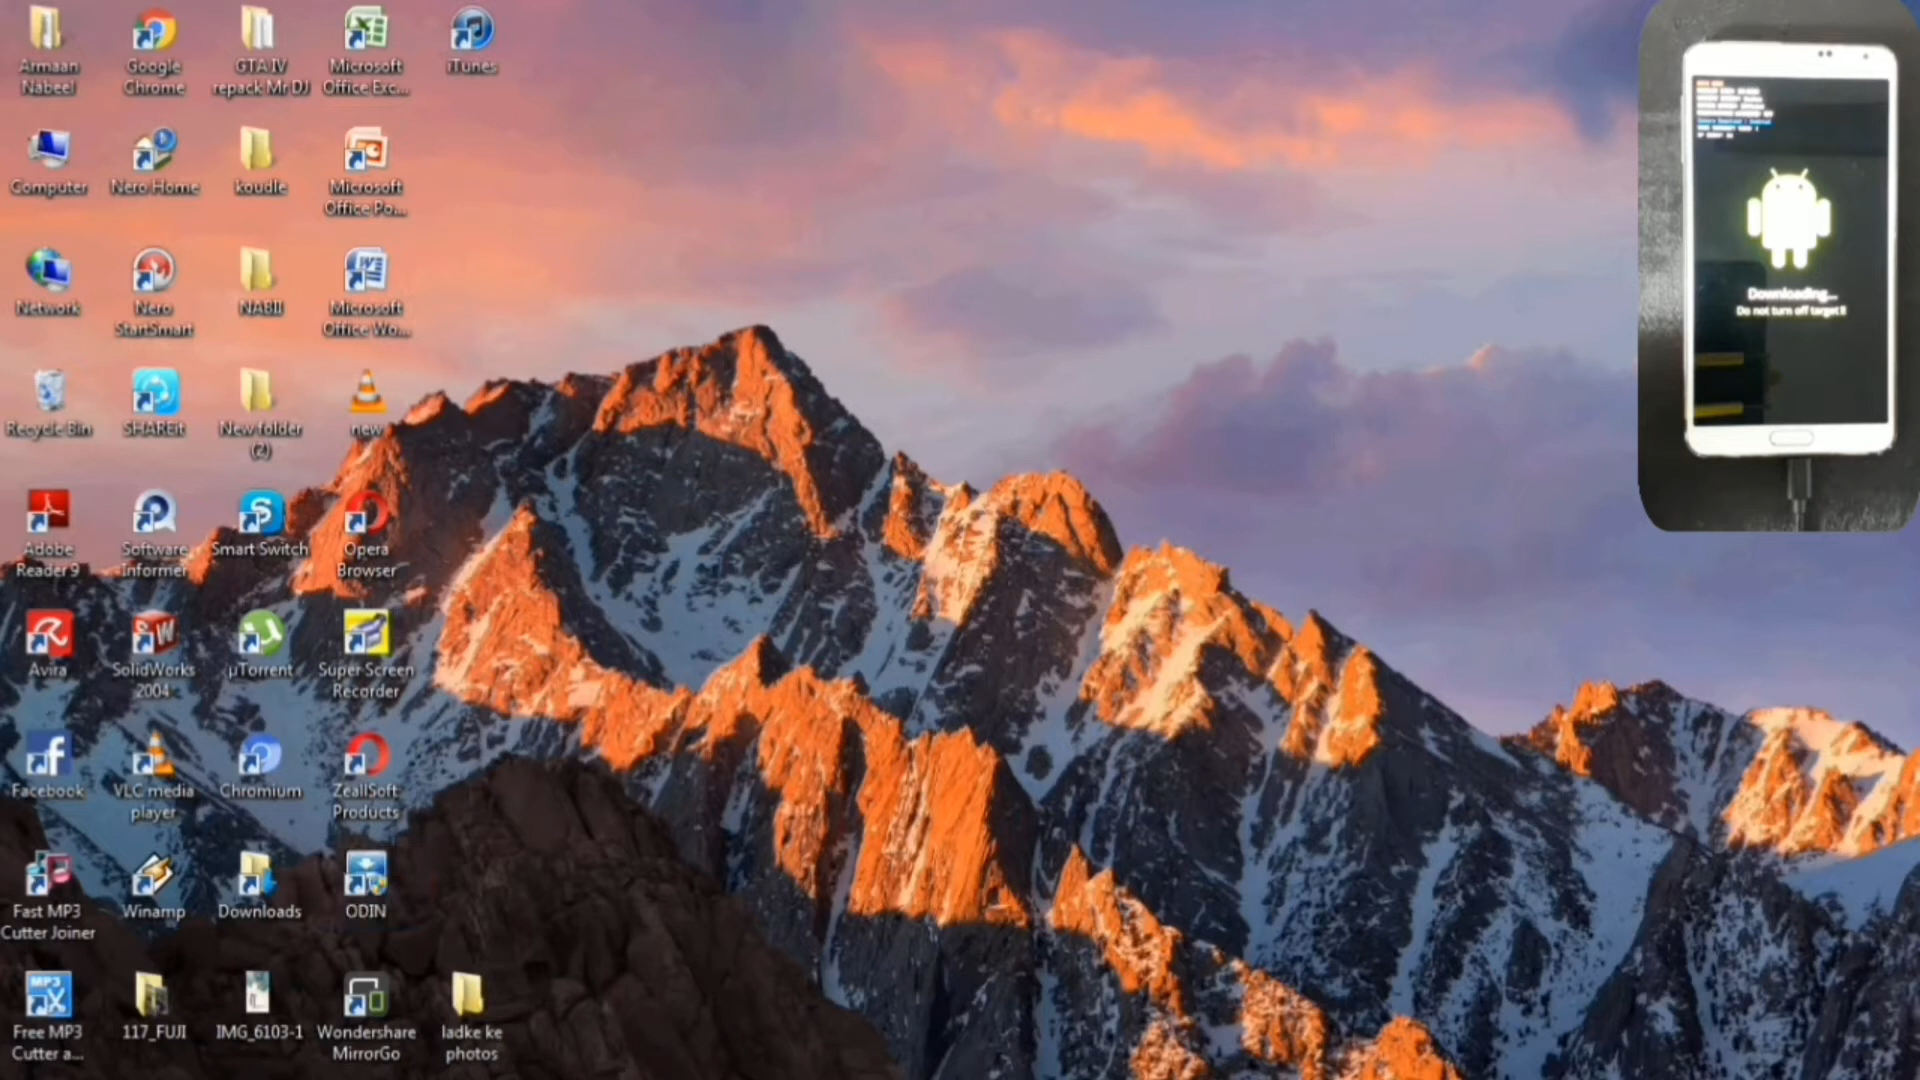 Armaan
Nabeel
Google
Chrome
GTA IV
repack Mr DJ
Microsoft
Office Exc...
iTunes
Computer
Nero Home
koudle
Microsoft
Office Po...
Network
Nero
StartSmart
NABII
Microsoft
Office Wo...
Recycle Bin
SHAREit
New folder
(2)
new
Adobe
Reader 9
Software
Informer
Smart Switch
Opera
Browser
Avira
SolidWorks
2004
µTorrent
Super Screen
Recorder
Facebook
VLC media
player
Chromium
ZeallSoft
Products
Fast MP3
Cutter Joiner
Winamp
Downloads
ODIN
MP3
Free MP3
Cutter a...
117_FUJI
IMG_6103-1
Wondershare
MirrorGo
ladke ke
photos
Downloading...
Do not turn off target!!